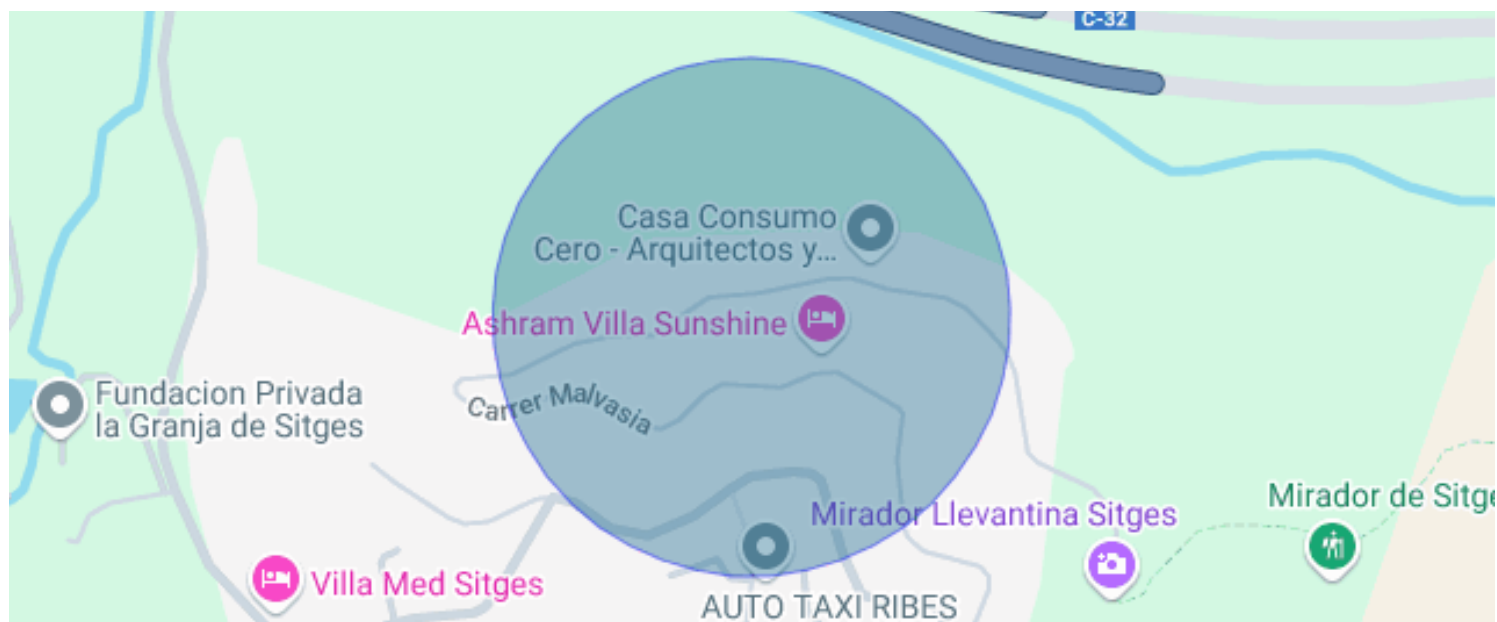 C-32
Casa Consumo
Cero - Arquitectos y...
Ashram Villa Sunshine
Fundacion Privada
la Granja de Sitges
Carrer Malvasia
Mirador de Sitge
Mirador Llevantina Sitges
Villa Med Sitges
AUTO TAXI RIBES